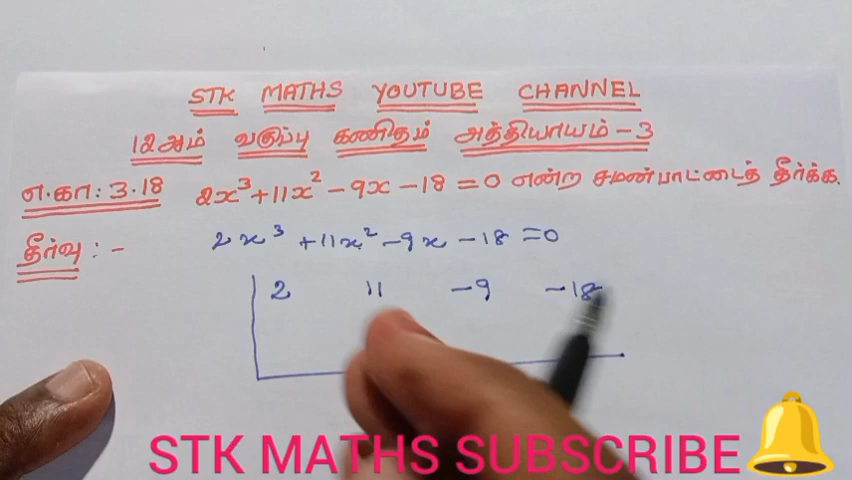 STK MATHS YOUTUBE CHANNEL
12ஆம் வகுப்பு கணிதம் அத்தியாயம் - 3
எ.கா : 3.18 2x³ + 11x² - 9x - 18 = 0 என்ற சமன்பாட்டைத் தீர்க்க.
தீர்வு : - 2x³ + 11x² - 9x - 18 = 0
2 11 -9 -18
STK MATHS SUBSCRIBE